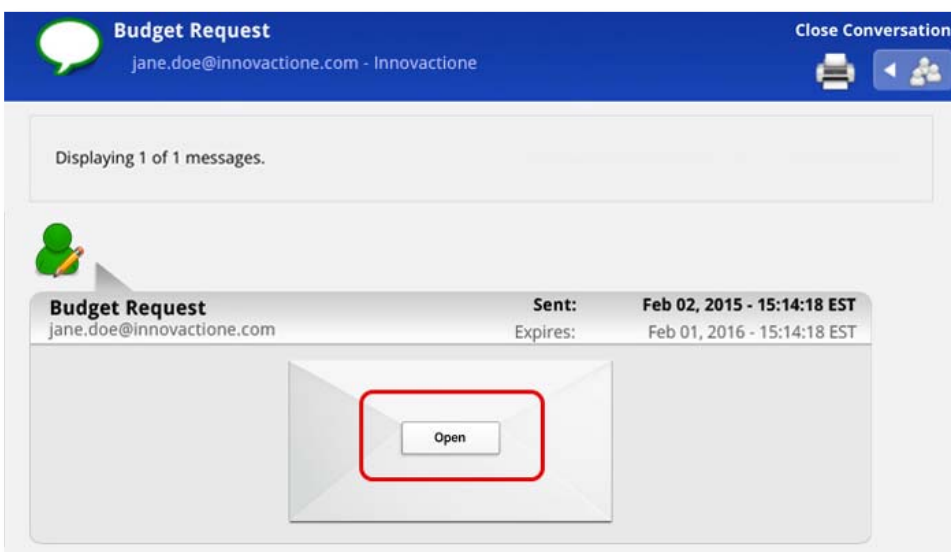 Budget Request
Close Conversation
jane.doe@innovactione.com - Innovactione
Displaying 1 of 1 messages.
Budget Request Sent: Feb 02, 2015 - 15:14:18 EST
jane.doe@innovactione.com Expires: Feb 01, 2016 - 15:14:18 EST
Open